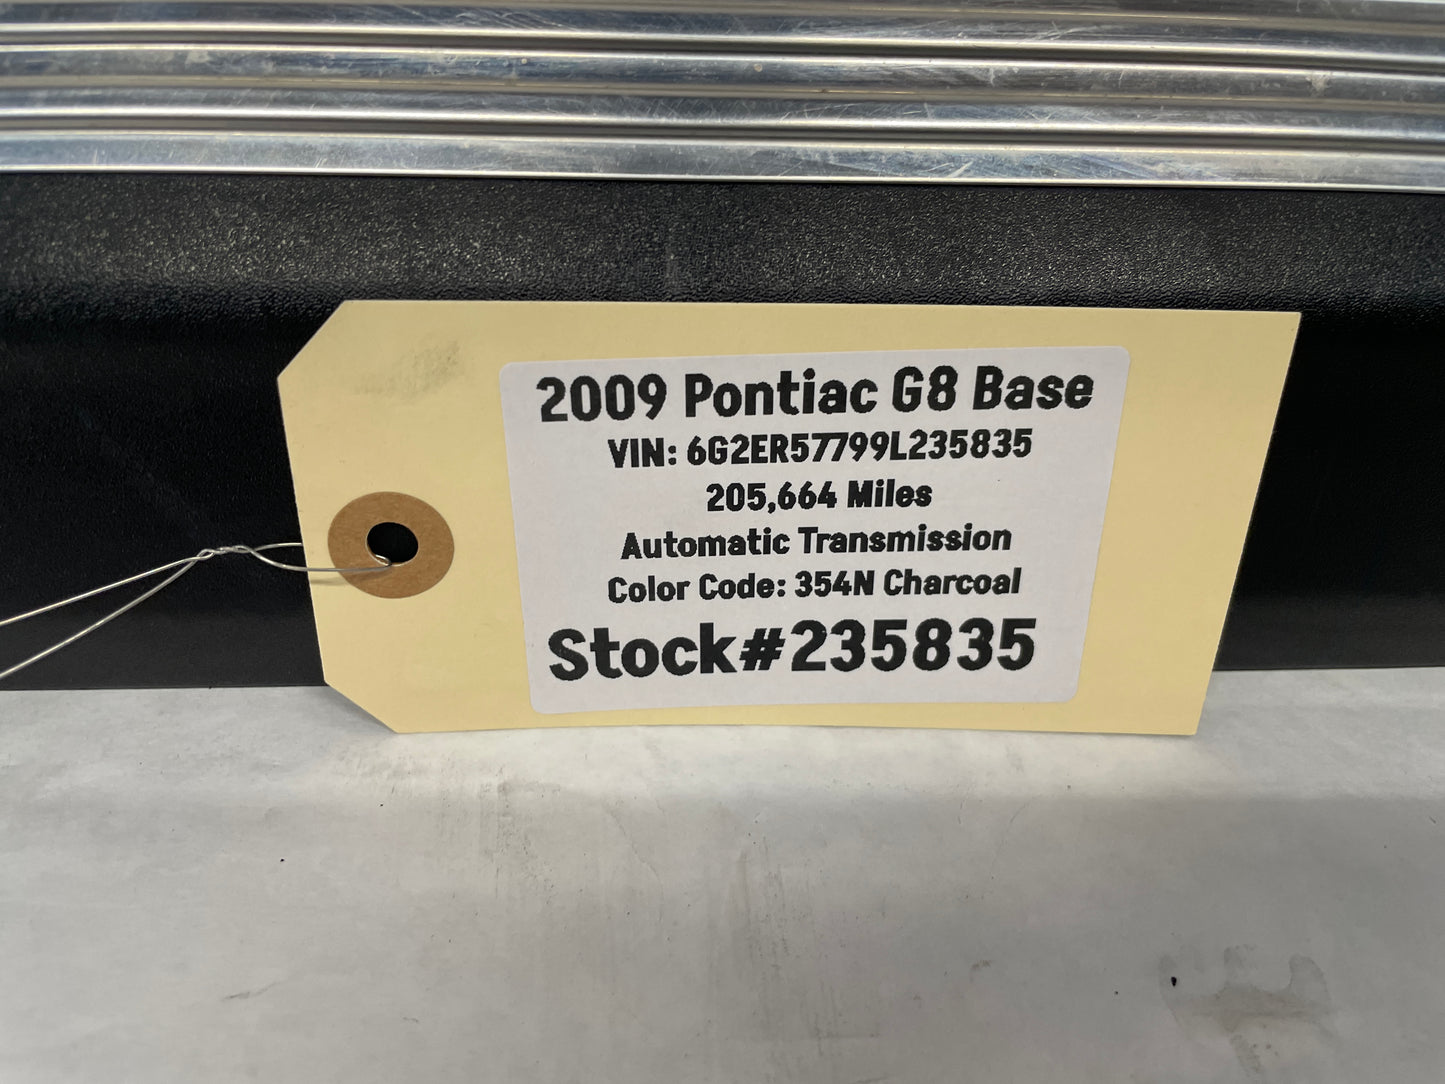 2009 Pontiac G8 Base
VIN: 6G2ER57799L235835
205,664 Miles
Automatic Transmission
Color Code: 354N Charcoal
Stock#235835